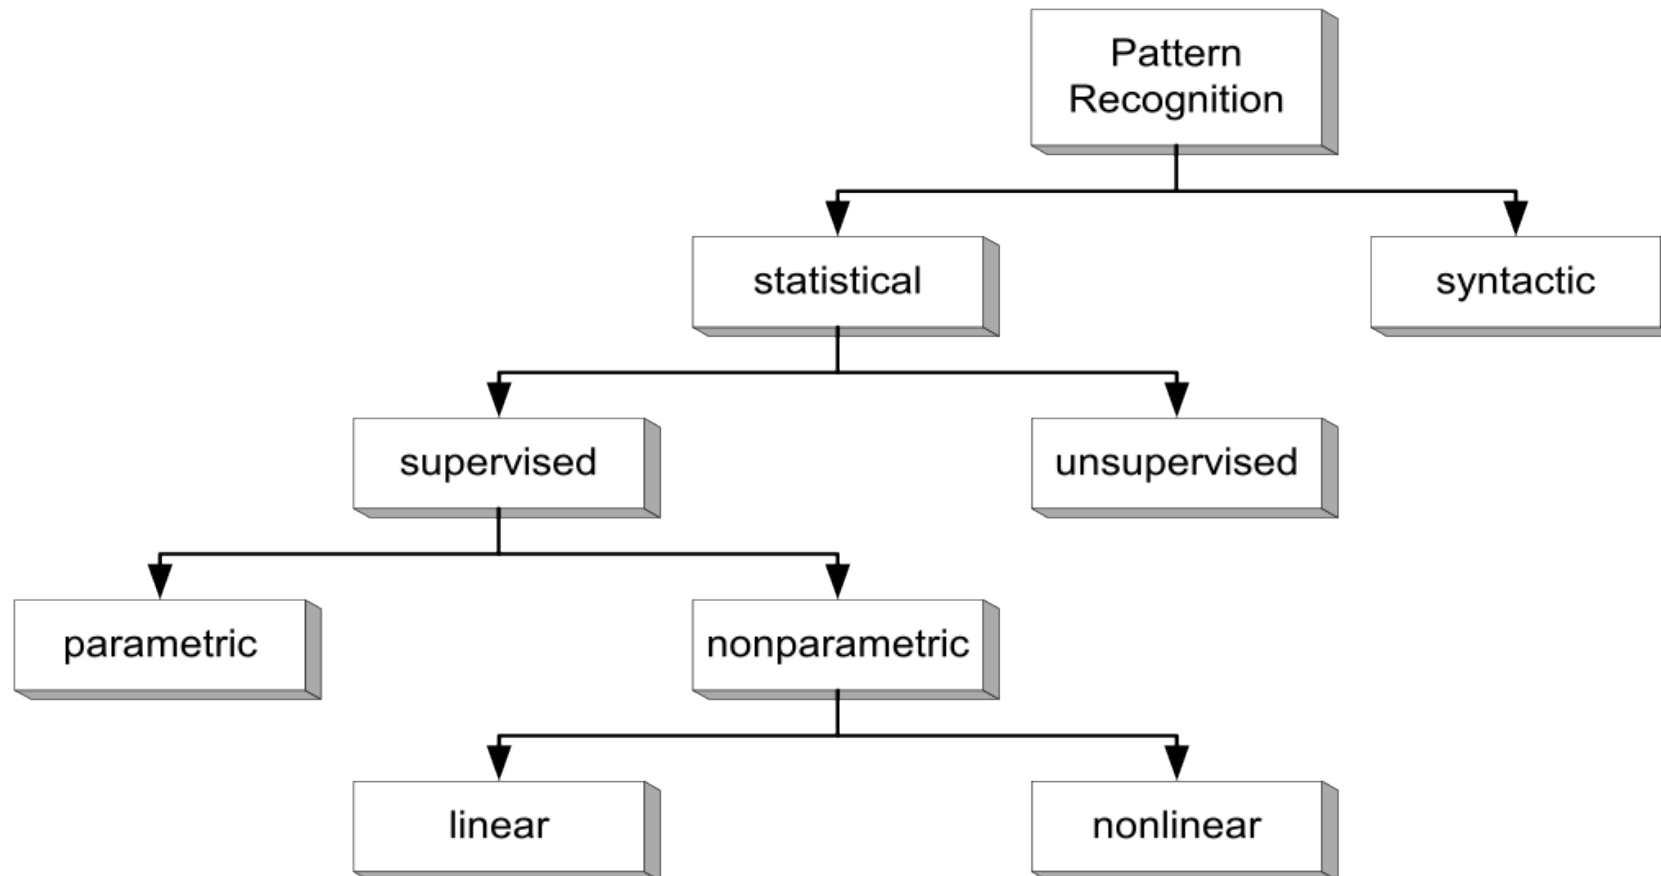 Pattern
Recognition
statistical
syntactic
supervised
unsupervised
parametric
nonparametric
linear
nonlinear